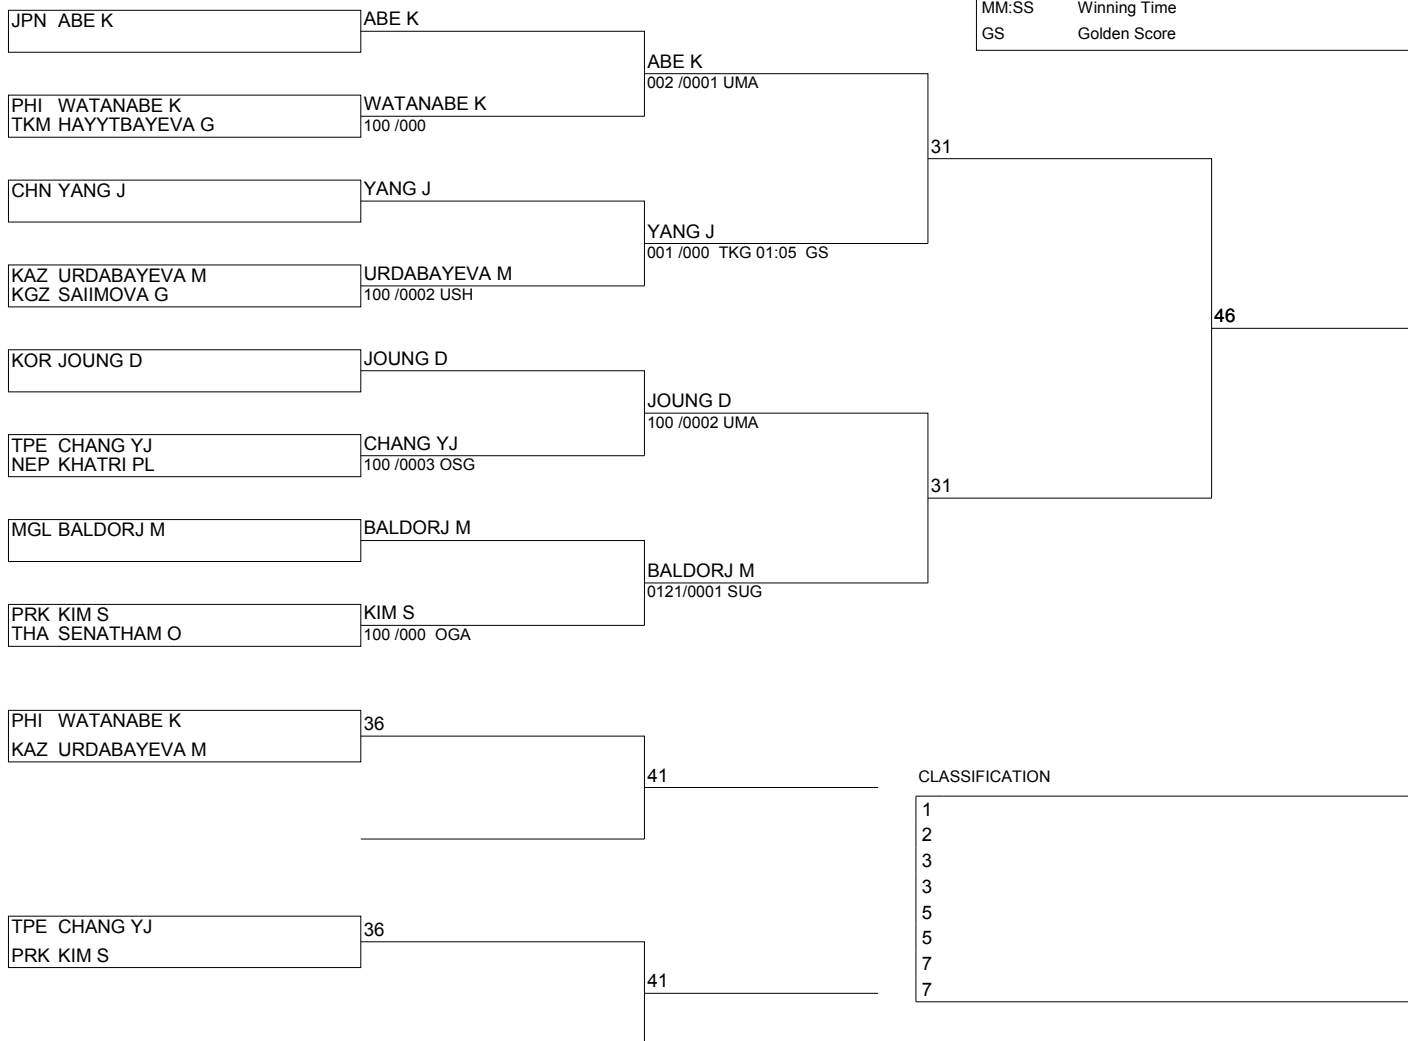 MM:SS Winning Time
GS Golden Score
JPN ABE K
ABE K
ABE K
002 /0001 UMA
PHI WATANABE K
TKM HAYYTBAYEVA G
WATANABE K
100 /000
31
CHN YANG J
YANG J
YANG J
001 /000 TKG 01:05 GS
KAZ URDABAYEVA M
KGZ SAIIMOVA G
URDABAYEVA M
100 /0002 USH
46
KOR JOUNG D
JOUNG D
JOUNG D
100 /0002 UMA
TPE CHANG YJ
NEP KHATRI PL
CHANG YJ
100 /0003 OSG
31
MGL BALDORJ M
BALDORJ M
BALDORJ M
0121/0001 SUG
PRK KIM S
THA SENATHAM O
KIM S
100 /000 OGA
PHI WATANABE K
KAZ URDABAYEVA M
36
41
CLASSIFICATION
1
2
3
3
5
5
7
7
TPE CHANG YJ
PRK KIM S
36
41